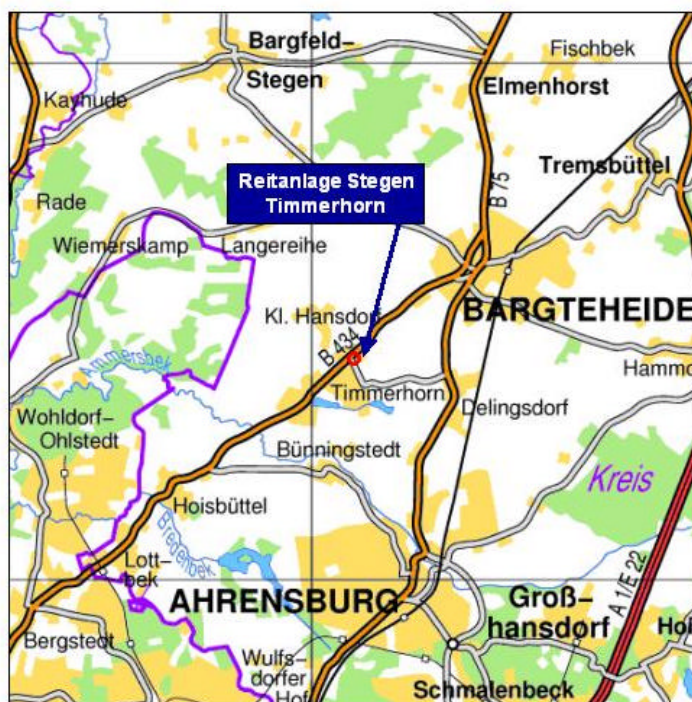 Bargfeld-
Stegen
Fischbek
Elmenhorst
Kayhude
B 75
Tremsbüttel
Reitanlage Stegen
Timmerhorn
Rade
Wiemerskamp
Langereihe
Kl. Hansdorf
BARGTEHEIDE
B 434
Ammersbek
Timmerhorn
Hammo
Delingsdorf
Wohldorf-
Ohlstedt
Bünningstedt
Kreis
Hoisbüttel
Bredenbek
Lott-
bek
A 1/E 22
AHRENSBURG
Groß-
hansdorf
Hoi
Bergstedt
Wulfs-
dorfer
Hof
Schmalenbeck